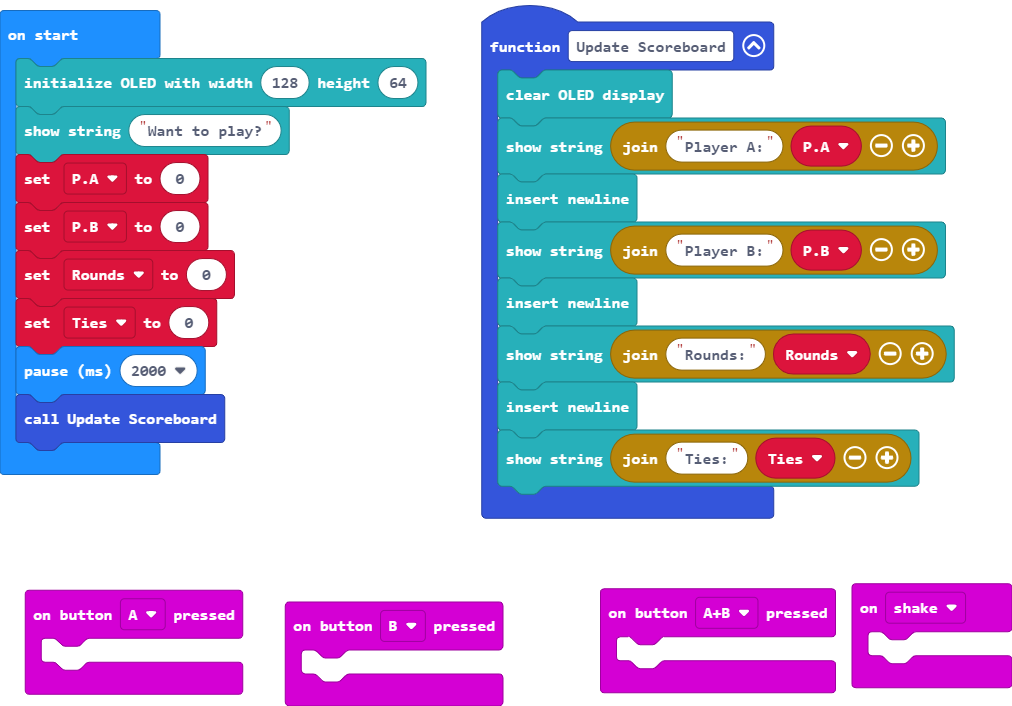 on start
initialize OLED with width 128 height 64
show string "Want to play?"
set P.A to 0
set P.B to 0
set Rounds to 0
set Ties to 0
pause (ms) 2000
call Update Scoreboard
function Update Scoreboard
clear OLED display
show string join "Player A:" P.A
insert newline
show string join "Player B:" P.B
insert newline
show string join "Rounds:" Rounds
insert newline
show string join "Ties:" Ties
on button A pressed
on button B pressed
on button A+B pressed
on shake